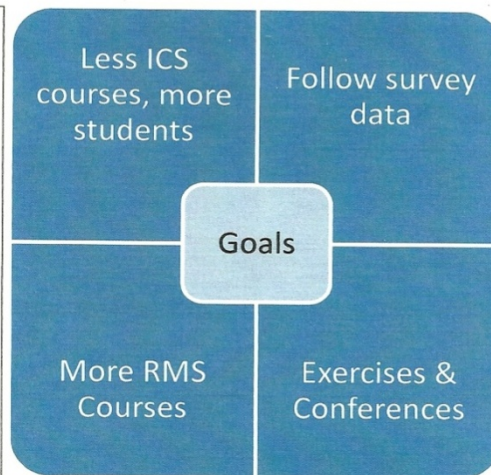 Less ICS
courses, more
students
Follow survey
data
Goals
More RMS
Courses
Exercises &
Conferences